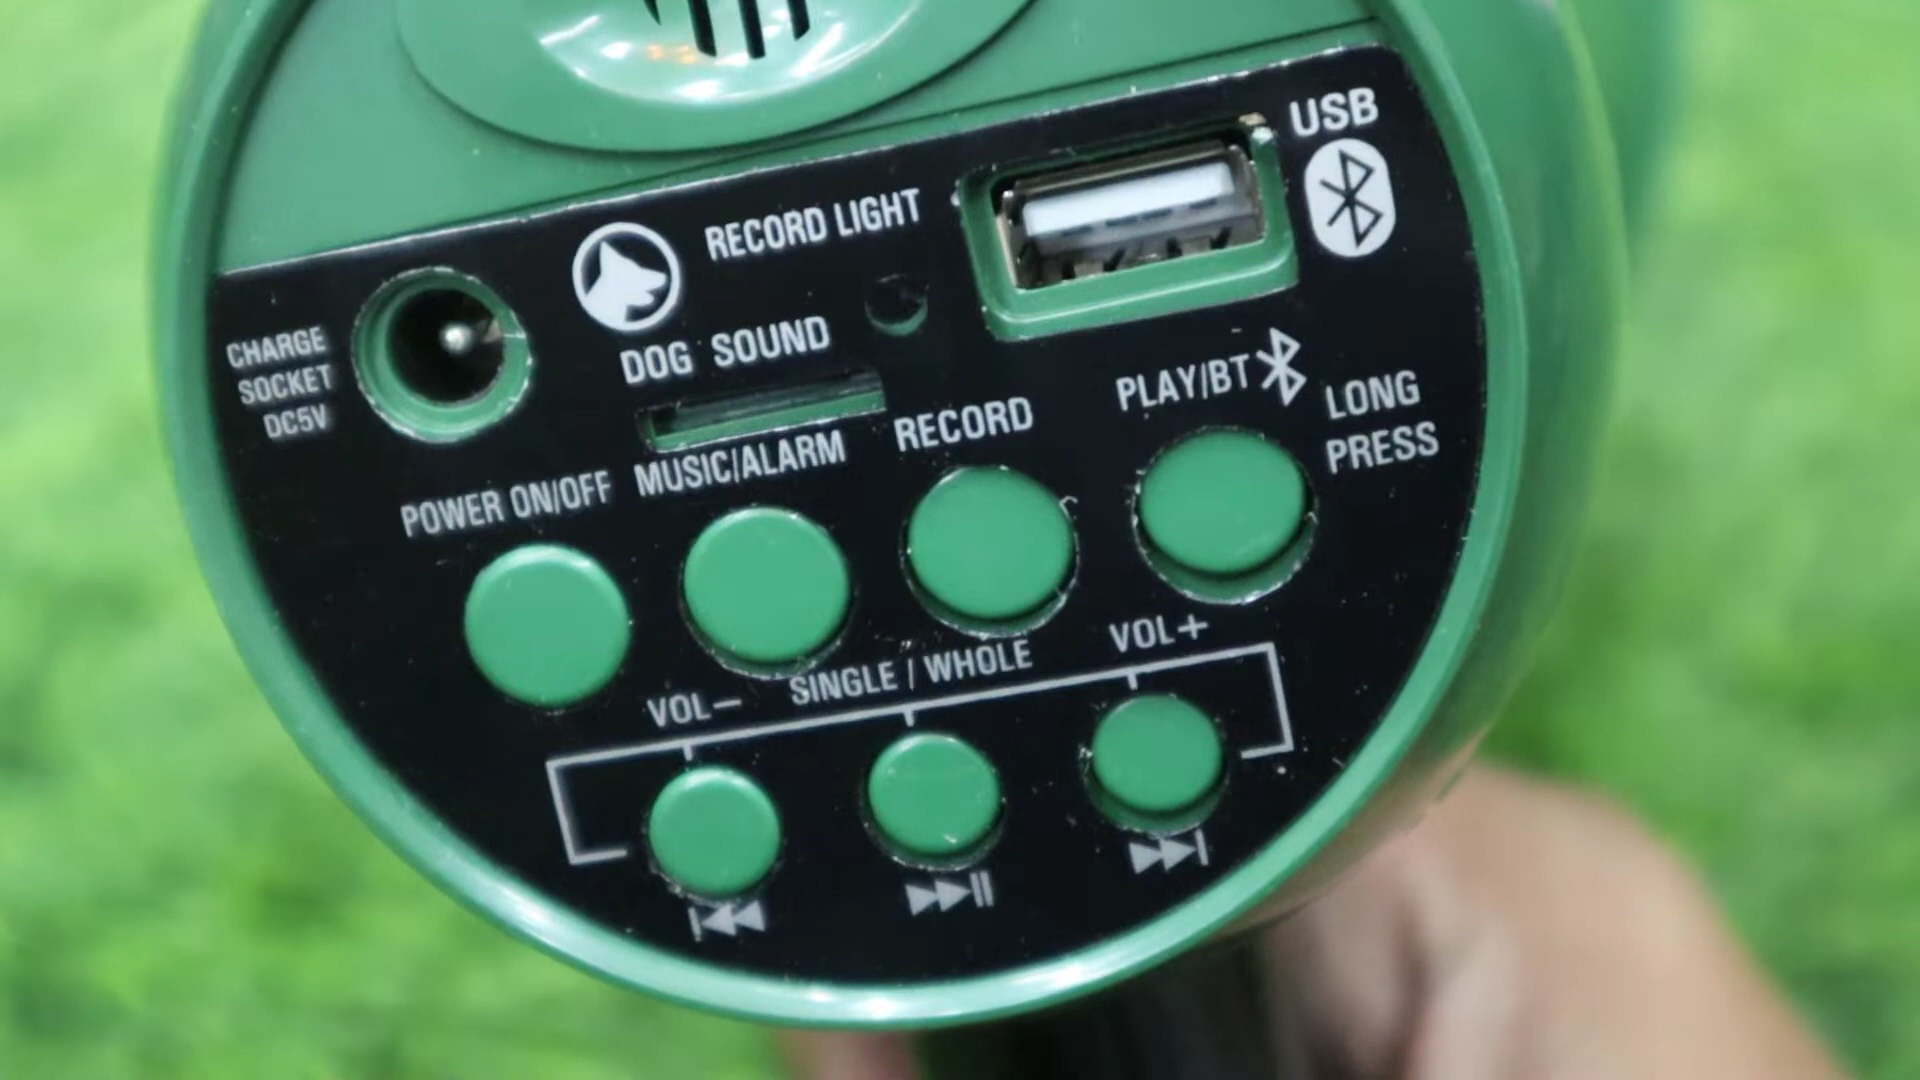 USB
RECORD LIGHT
CHARGE
SOCKET
DC5V
DOG SOUND
PLAY/BT
LONG
PRESS
RECORD
MUSIC/ALARM
POWER ON/OFF
VOL-
SINGLE / WHOLE
VOL+